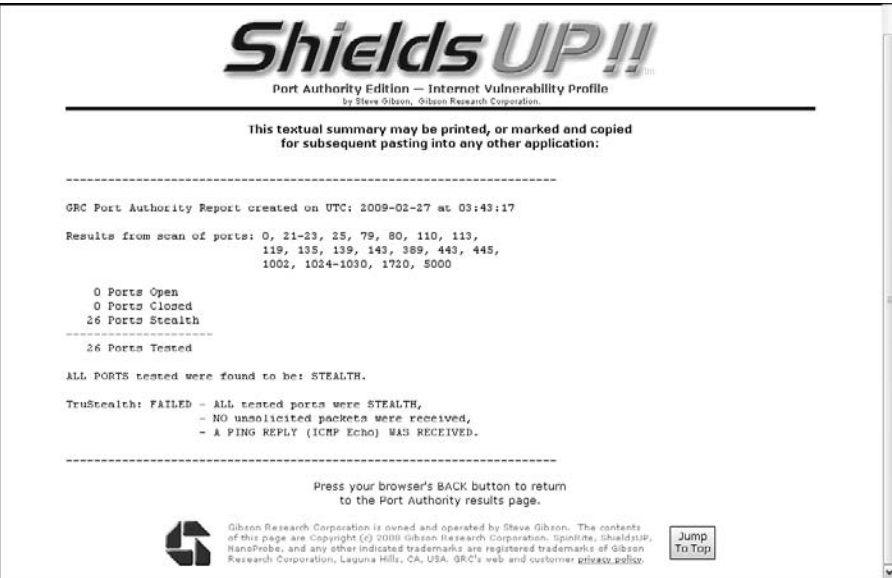 Shields UP!!
Port Authority Edition — Internet Vulnerability Profile
by Steve Gibson, Gibson Research Corporation.
This textual summary may be printed, or marked and copied
for subsequent pasting into any other application:
----------------------------------------------------------------------
GRC Port Authority Report created on UTC: 2009-02-27 at 03:43:17
Results from scan of ports: 0, 21-23, 25, 79, 80, 110, 113,
119, 135, 139, 143, 389, 443, 445,
1002, 1024-1030, 1720, 5000
0 Ports Open
0 Ports Closed
26 Ports Stealth
---------------------
26 Ports Tested
ALL PORTS tested were found to be: STEALTH.
TruStealth: FAILED - ALL tested ports were STEALTH,
- NO unsolicited packets were received,
- A PING REPLY (ICMP Echo) WAS RECEIVED.
----------------------------------------------------------------------
Press your browser's BACK button to return
to the Port Authority results page.
Gibson Research Corporation is owned and operated by Steve Gibson. The contents
of this page are Copyright (c) 2008 Gibson Research Corporation. SpinRite, ShieldsUP,
NanoProbe, and any other indicated trademarks are registered trademarks of Gibson
Research Corporation, Laguna Hills, CA, USA. GRC's web and customer privacy policy.
Jump
To Top